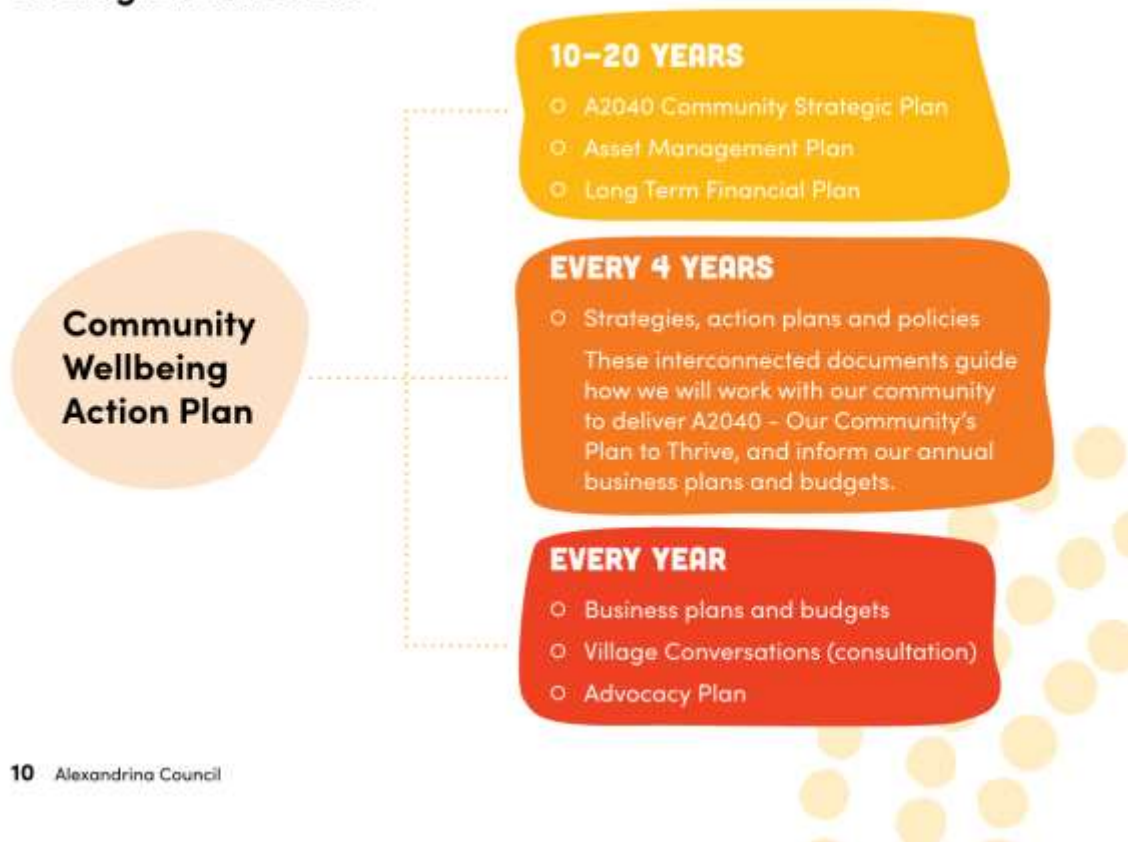 10–20 YEARS
A2040 Community Strategic Plan
Asset Management Plan
Long Term Financial Plan
Community
Wellbeing
Action Plan
EVERY 4 YEARS
Strategies, action plans and policies
These interconnected documents guide
how we will work with our community
to deliver A2040 - Our Community's
Plan to Thrive, and inform our annual
business plans and budgets.
EVERY YEAR
Business plans and budgets
Village Conversations (consultation)
Advocacy Plan
10 Alexandrina Council